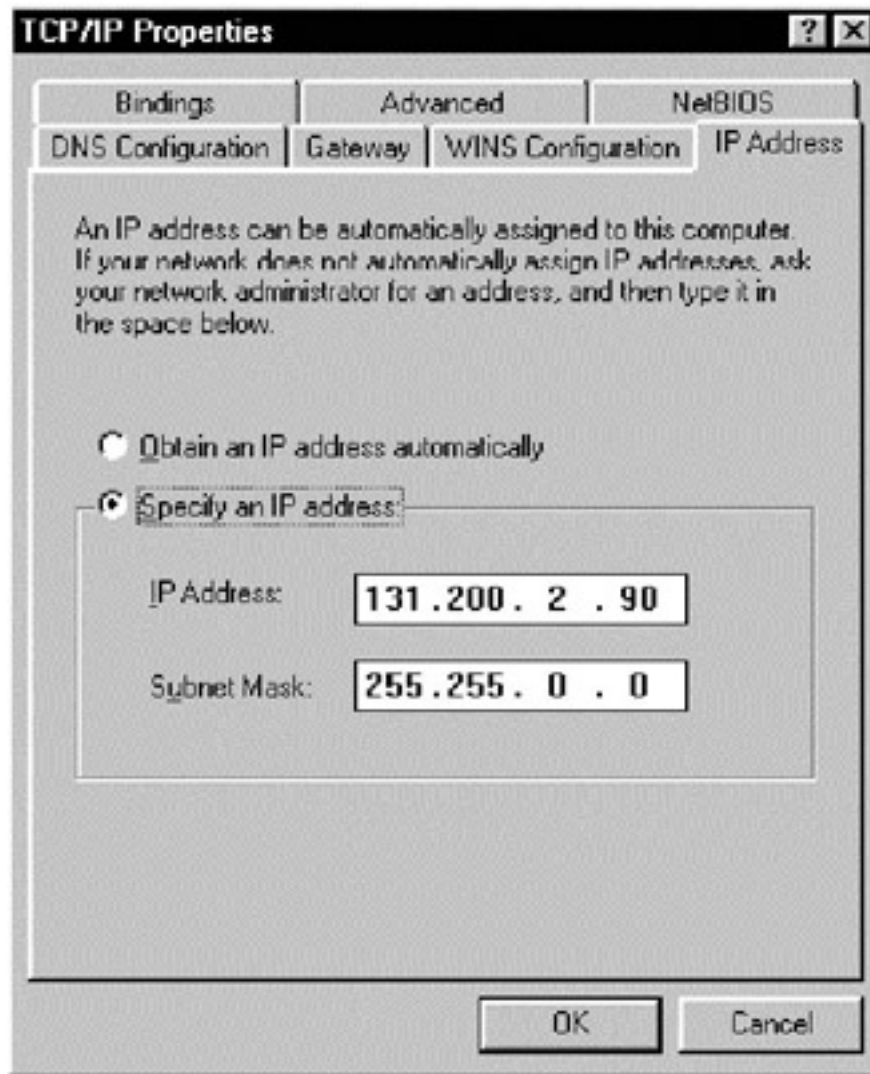 TCP/IP Properties
? X
Bindings Advanced NetBIOS
DNS Configuration Gateway WINS Configuration IP Address
An IP address can be automatically assigned to this computer.
If your network does not automatically assign IP addresses, ask
your network administrator for an address, and then type it in
the space below.
Obtain an IP address automatically
Specify an IP address:
IP Address: 131.200. 2 .90
Subnet Mask: 255.255. 0 . 0
OK Cancel